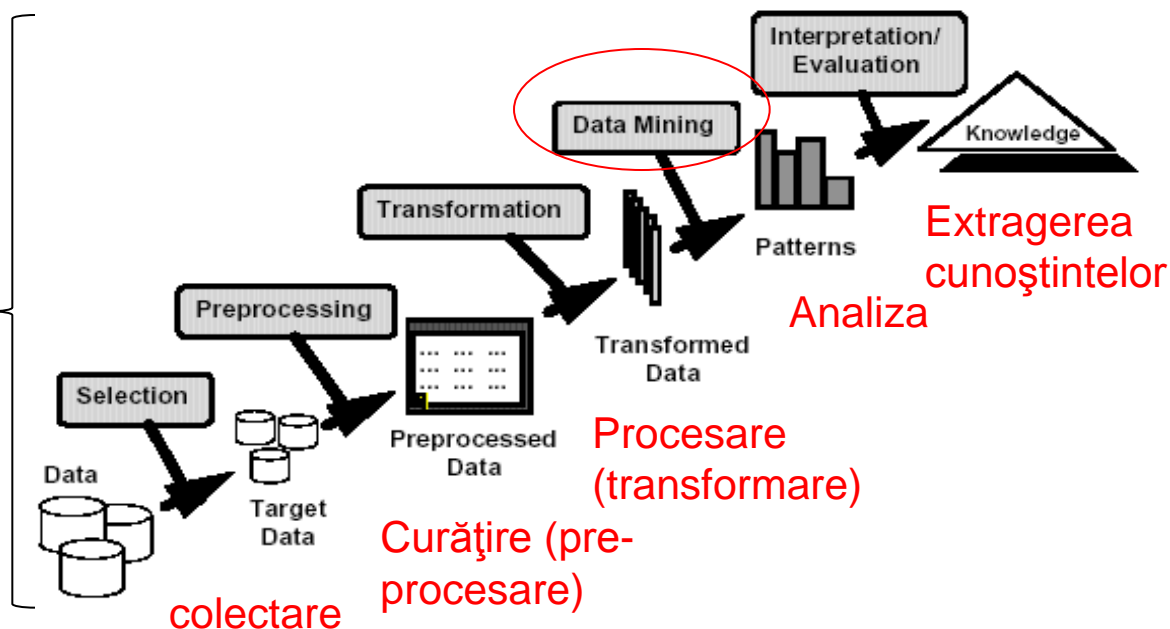 Interpretation/
Evaluation
Data Mining
Knowledge
Transformation
Patterns
Extragerea
cunoştintelor
Preprocessing
Analiza
... ... ...
... ... ...
... ... ...
Transformed
Data
Selection
Preprocessed
Data
Procesare
(transformare)
Data
Target
Data
Curăţire (pre-
procesare)
colectare